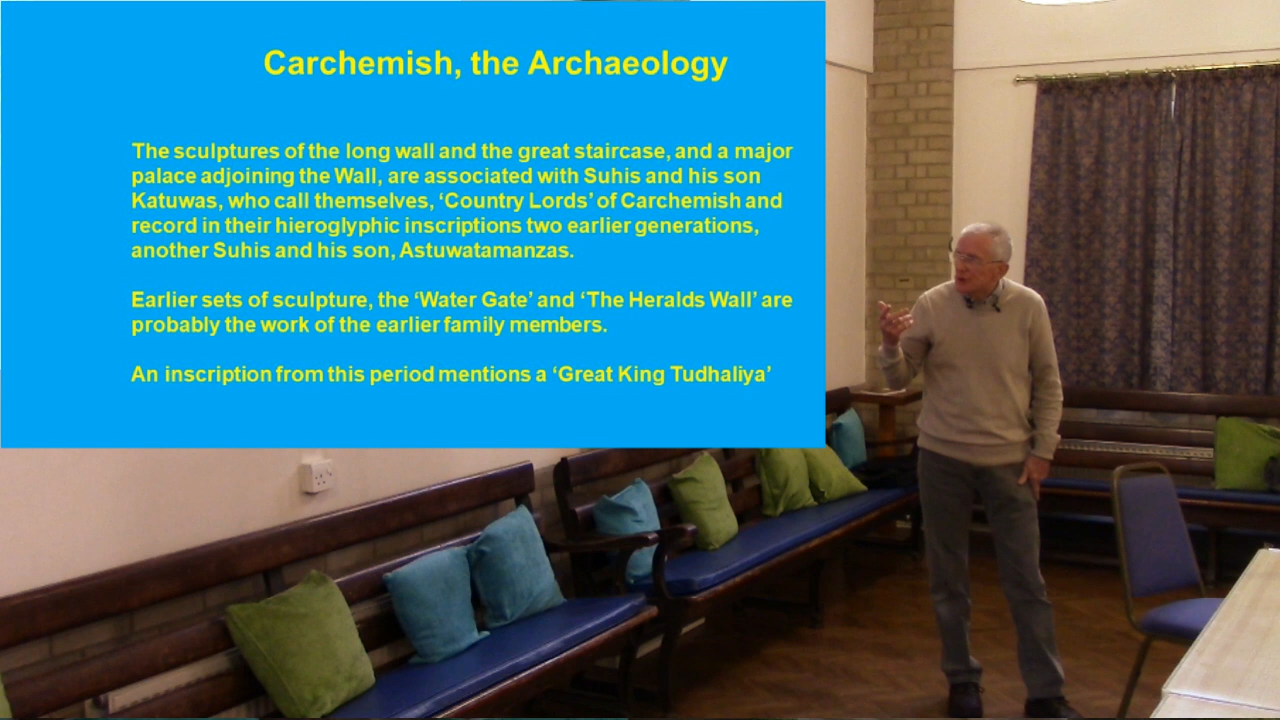 Carchemish, the Archaeology
The sculptures of the long wall and the great staircase, and a major
palace adjoining the Wall, are associated with Suhis and his son
Katuwas, who call themselves, ‘Country Lords’ of Carchemish and
record in their hieroglyphic inscriptions two earlier generations,
another Suhis and his son, Astuwatamanzas.
Earlier sets of sculpture, the ‘Water Gate’ and ‘The Heralds Wall’ are
probably the work of the earlier family members.
An inscription from this period mentions a ‘Great King Tudhaliya’